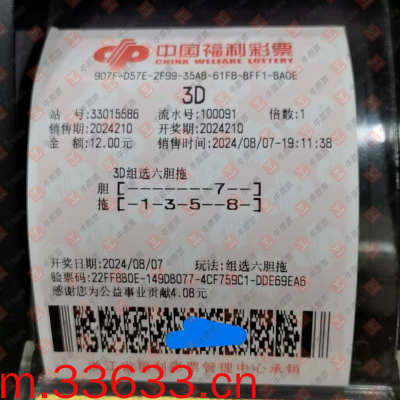 中国福利彩票
CHINA WELFARE LOTTERY
907F-D57E-2F99-35A8-61FB-8FF1-BA0E
3D
站 号:33015586 流水号:100091 倍数:1
销售期:2024210 开奖期:2024210
金 额:12.00元 销售时间:2024/08/07-19:11:38
3D组选六胆拖
胆[-------7--]
拖[-1-3-5--8-]
开奖日期:2024/08/07 玩法:组选六胆拖
验票码:22FF8B0E-149DB077-4CF759C1-DDE69EA6
感谢您为公益事业贡献4.08元
彩票管理中心承销
m.33633.cn